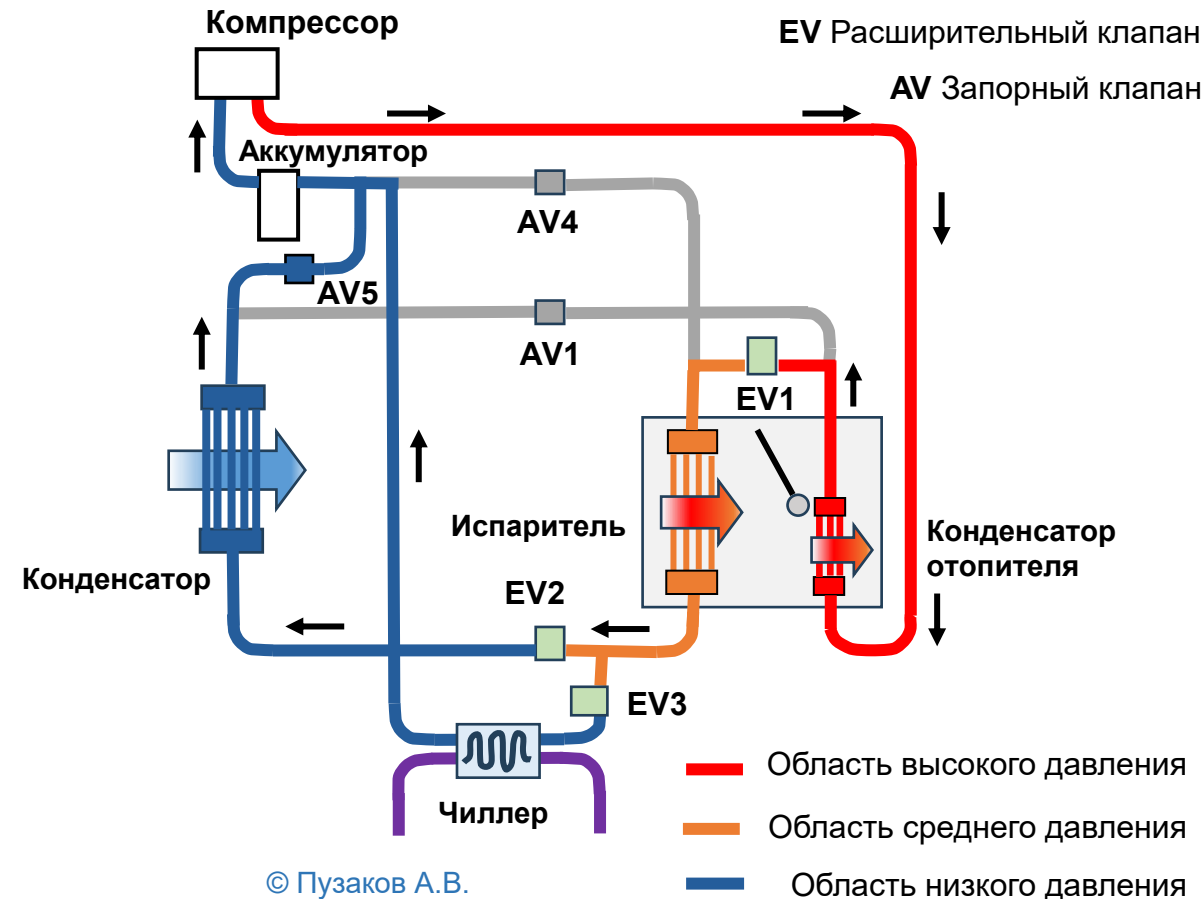 Компрессор
EV Расширительный клапан
AV Запорный клапан
Аккумулятор
AV4
AV5
AV1
EV1
Испаритель
Конденсатор
отопителя
Конденсатор
EV2
EV3
Чиллер
Область высокого давления
Область среднего давления
Область низкого давления
© Пузаков А.В.